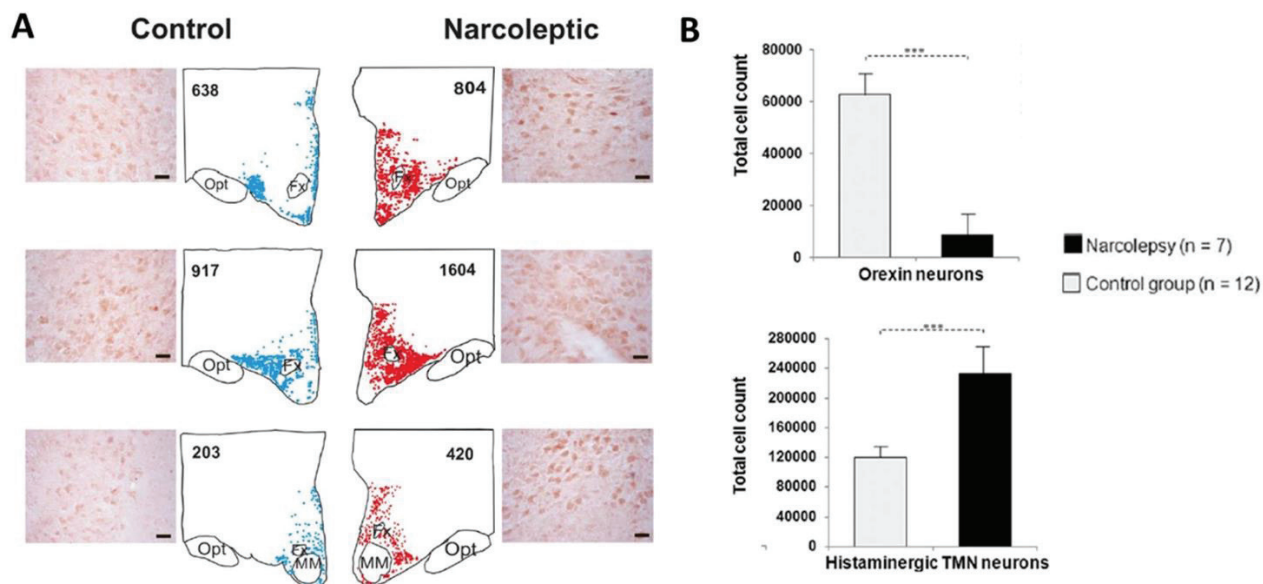 A
Control
Narcoleptic
638
Opt
Fx
804
Fx
Opt
917
Opt
Fx
1604
Fx
Opt
203
Opt
Fx
MM
420
Fx
MM
Opt
B
Total cell count
80000
60000
40000
20000
0
***
Orexin neurons
Narcolepsy (n = 7)
Control group (n = 12)
Total cell count
280000
240000
200000
160000
120000
80000
40000
0
***
Histaminergic TMN neurons